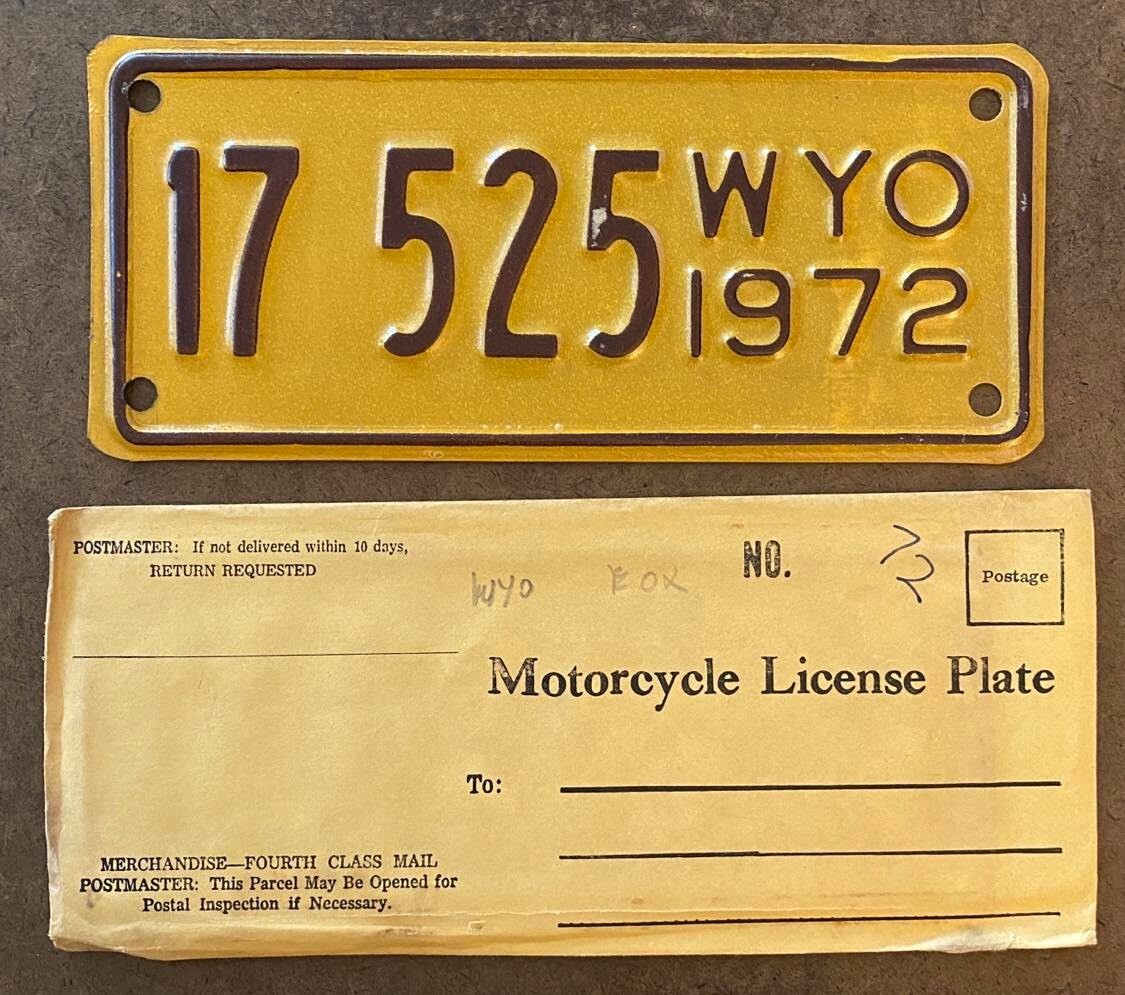 17 525 WYO
1972
POSTMASTER: If not delivered within 10 days,
RETURN REQUESTED
NO.
Postage
WYO
Motorcycle License Plate
To:
MERCHANDISE—FOURTH CLASS MAIL
POSTMASTER: This Parcel May Be Opened for
Postal Inspection if Necessary.